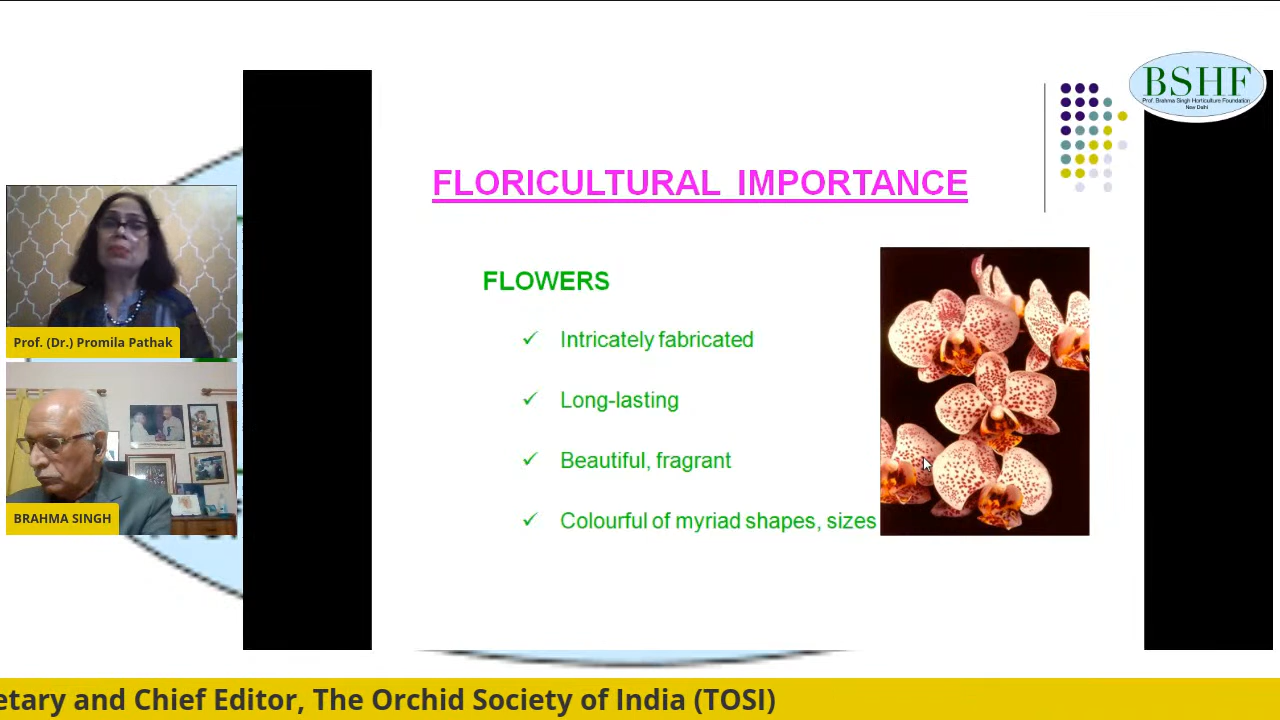 BSHF
Prof. Brahma Singh Horticulture Foundation
New Delhi
FLORICULTURAL IMPORTANCE
FLOWERS
✓ Intricately fabricated
✓ Long-lasting
✓ Beautiful, fragrant
✓ Colourful of myriad shapes, sizes
Prof. (Dr.) Promila Pathak
BRAHMA SINGH
etary and Chief Editor, The Orchid Society of India (TOSI)